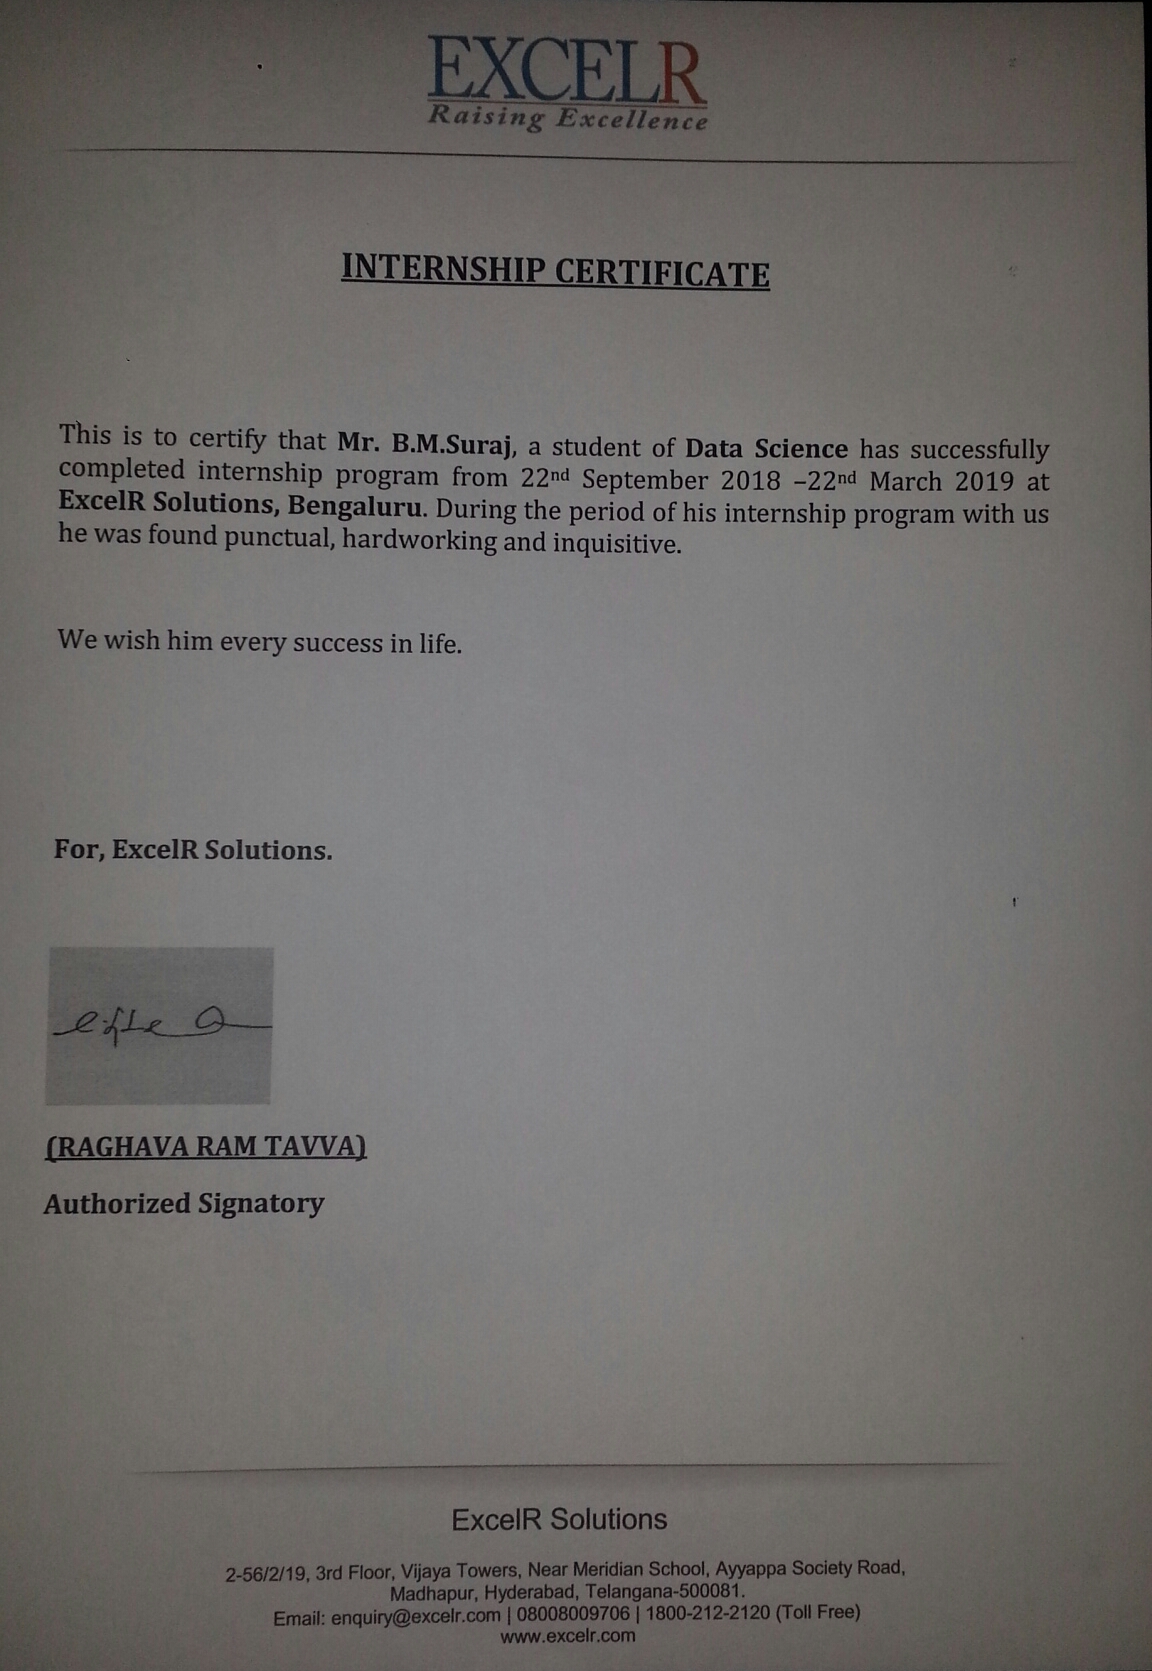 EXCELR
Raising Excellence
INTERNSHIP CERTIFICATE
This is to certify that Mr. B.M.Suraj, a student of Data Science has successfully
completed internship program from 22nd September 2018 –22nd March 2019 at
ExcelR Solutions, Bengaluru. During the period of his internship program with us
he was found punctual, hardworking and inquisitive.
We wish him every success in life.
For, ExcelR Solutions.
(RAGHAVA RAM TAVVA)
Authorized Signatory
ExcelR Solutions
2-56/2/19, 3rd Floor, Vijaya Towers, Near Meridian School, Ayyappa Society Road,
Madhapur, Hyderabad, Telangana-500081.
Email: enquiry@excelr.com | 08008009706 | 1800-212-2120 (Toll Free)
www.excelr.com